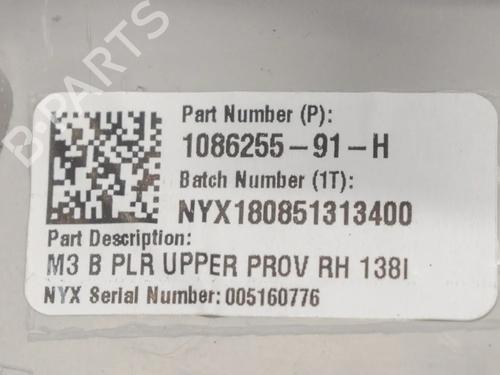 B-PARTS
Part Number (P):
1086255-91-H
Batch Number (1T):
NYX180851313400
Part Description:
M3 B PLR UPPER PROV RH 138I
NYX Serial Number: 005160776